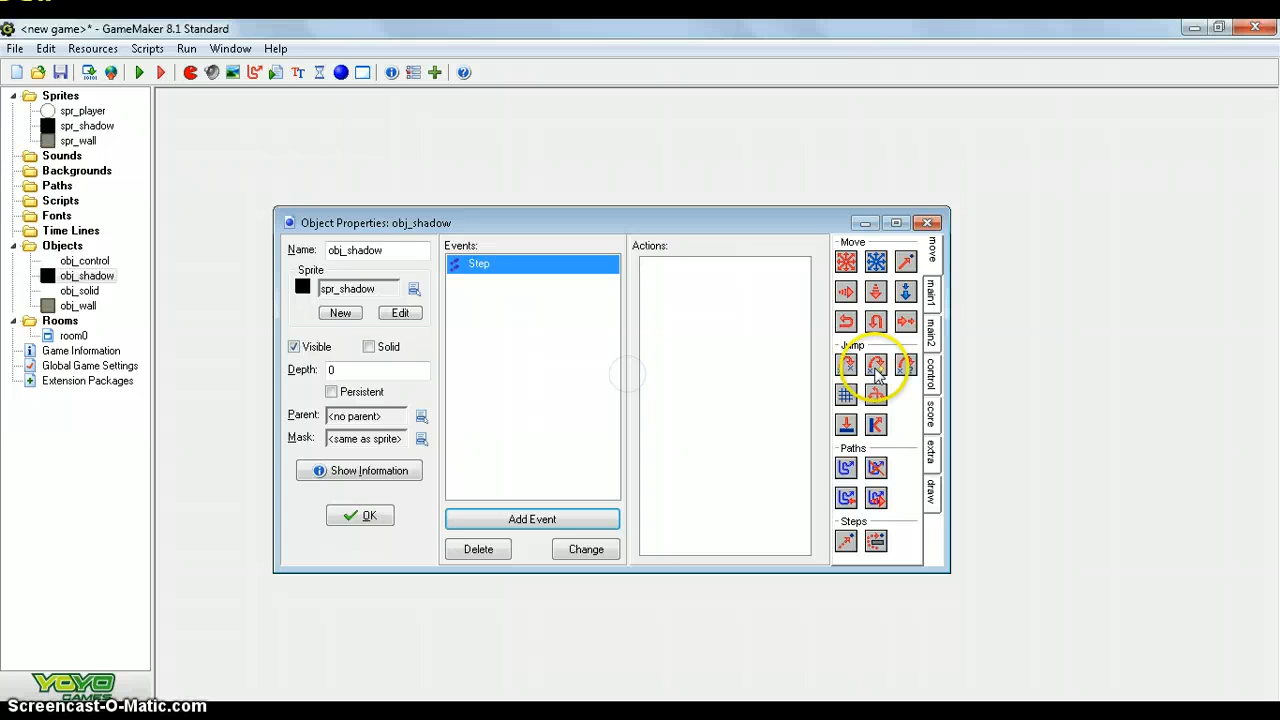 <new game>* - GameMaker 8.1 Standard
File Edit Resources Scripts Run Window Help
Sprites
spr_player
spr_shadow
spr_wall
Sounds
Backgrounds
Paths
Scripts
Fonts
Time Lines
Objects
obj_control
obj_shadow
obj_solid
obj_wall
Rooms
room0
Game Information
Global Game Settings
Extension Packages
Object Properties: obj_shadow
Name: obj_shadow
Sprite
spr_shadow
New Edit
Visible Solid
Depth: 0
Persistent
Parent: <no parent>
Mask: <same as sprite>
Show Information
OK
Events:
Step
Add Event
Delete Change
Actions:
Move
Jump
Paths
Steps
move
main1
main2
control
score
extra
draw
YOYO
GAMES
Screencast-O-Matic.com